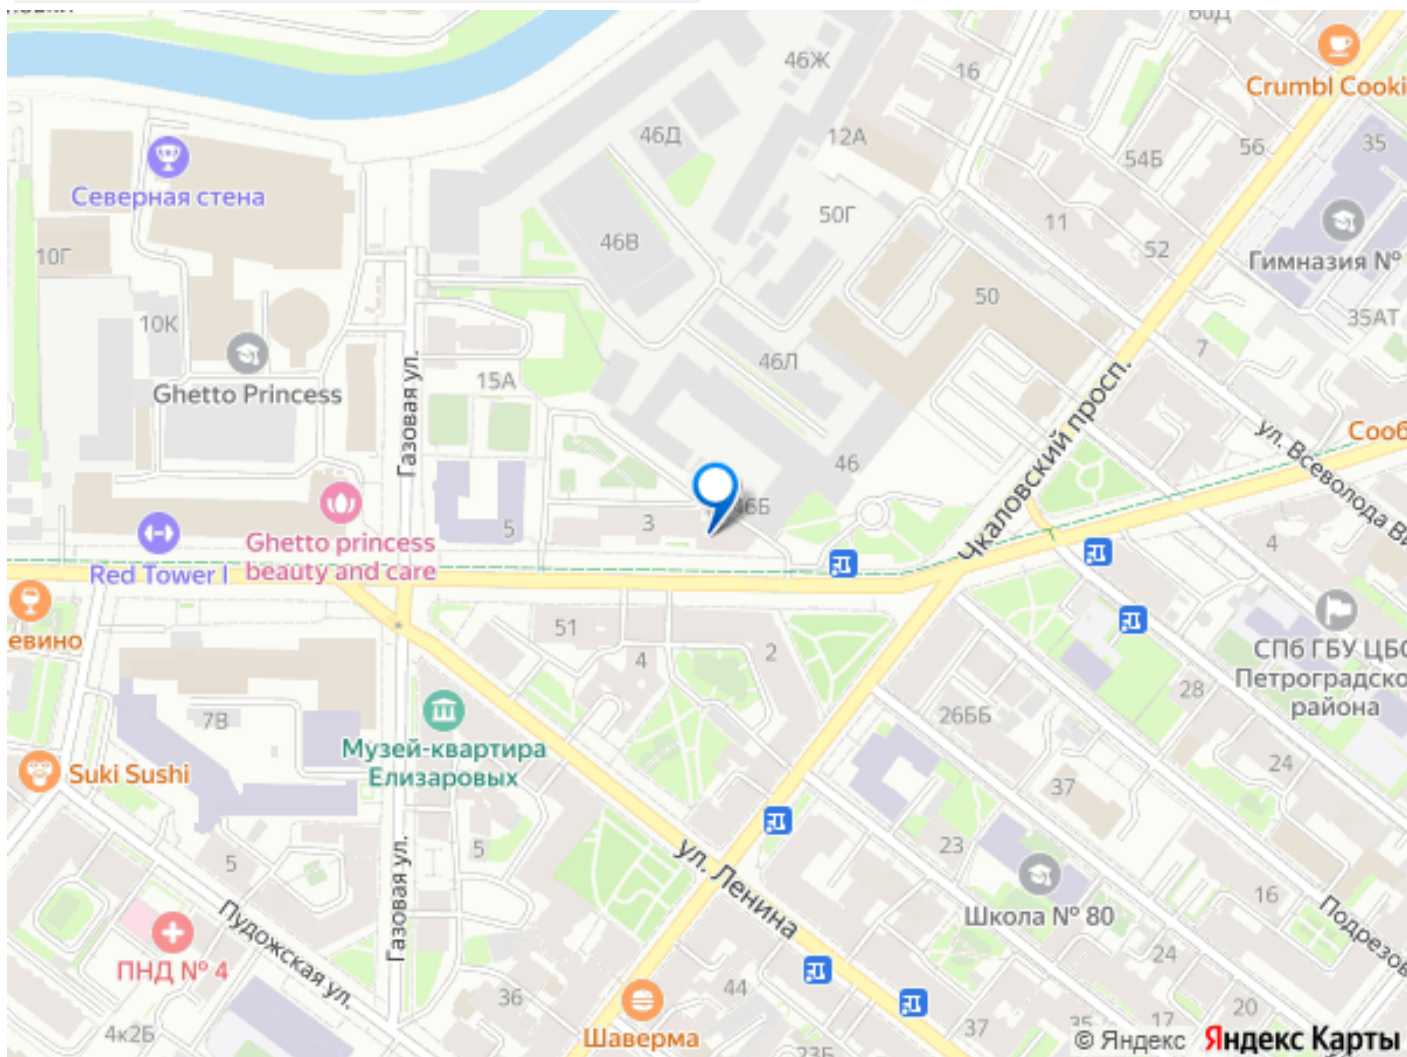 46Ж
16
Crumbl Cooki
46Д
12А
54Б
56
35
Северная стена
50Г
11
10Г
46В
52
Гимназия №
50
10К
35АТ
7
46Л
Ghetto Princess
15А
Газовая ул.
Чкаловский просп.
ул. Всеволода Ви
Сооб
46
46Б
3
5
Ghetto princess
beauty and care
Red Tower I
4
евино
51
4
2
СПб ГБУ ЦБС
Петроградско
района
28
26ББ
7В
Музей-квартира
Елизаровых
Suki Sushi
24
37
5
5
23
ул. Ленина
Газовая ул.
Школа № 80
16
Подрезов
Пудожская ул.
ПНД № 4
24
36
44
20
4к2Б
Шаверма
37
35
17
23Б
© Яндекс Яндекс Карты